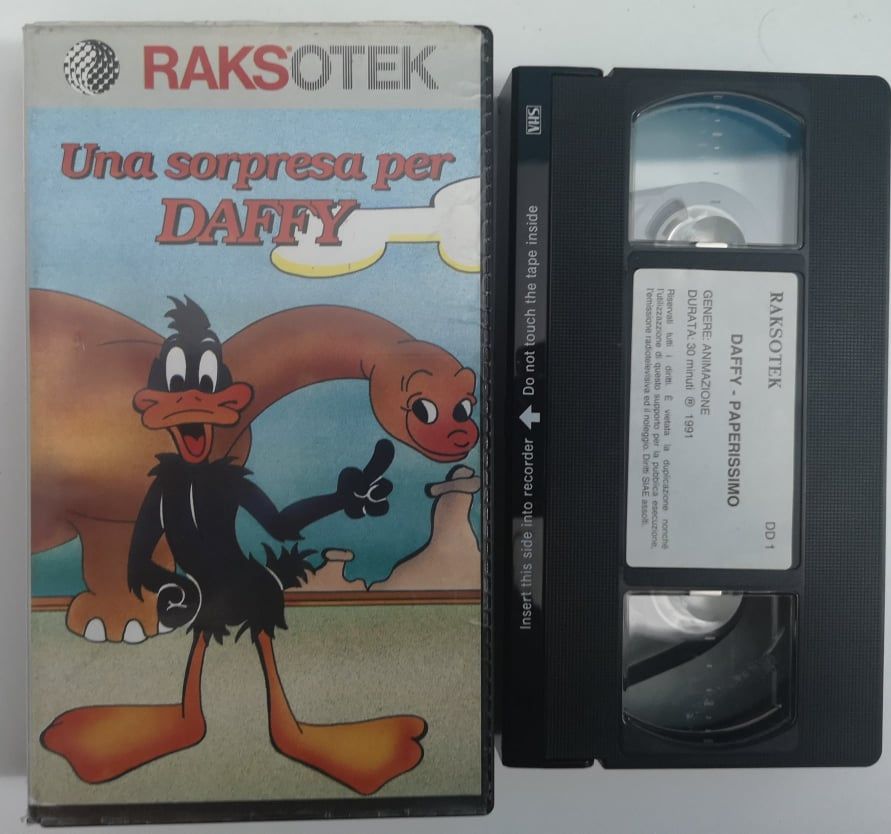 RAKSOTEK
Una sorpresa per
DAFFY
VHS
Insert this side into recorder Do not touch the tape inside
RAKSOTEK
DAFFY - PAPERISSIMO
DD 1
GENERE: ANIMAZIONE
DURATA: 30 minuti ® 1991
Riservati tutti i diritti. È vietata la duplicazione nonché
l'utilizzazione di questo supporto per la pubblica esecuzione,
l'emissione radiotelevisiva ed il noleggio. Diritti SIAE assolti.